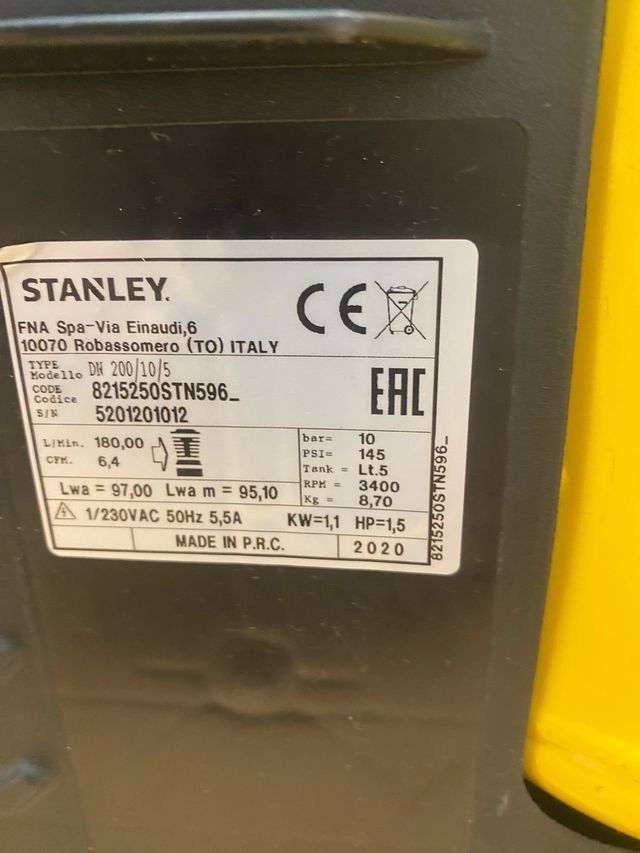 STANLEY.
CE
FNA Spa-Via Einaudi,6
10070 Robassomero (TO) ITALY
TYPE
Modello DN 200/10/5
EAC
CODE
Codice 8215250STN596_
S/N 5201201012
L/Min. 180,00
CFM. 6,4
bar= 10
PSI= 145
Tank = Lt.5
RPM = 3400
Kg = 8,70
Lwa = 97,00 Lwa m = 95,10
1/230VAC 50Hz 5,5A KW=1,1 HP=1,5
MADE IN P.R.C. 2020
8215250STN596_